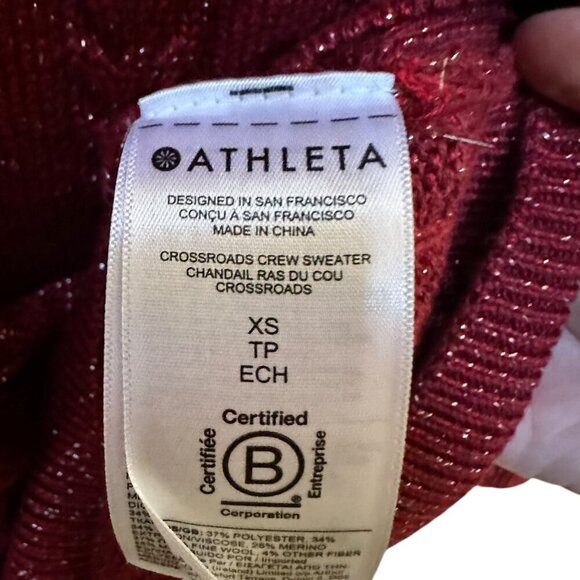 ATHLETA
DESIGNED IN SAN FRANCISCO
CONÇU À SAN FRANCISCO
MADE IN CHINA
CROSSROADS CREW SWEATER
CHANDAIL RAS DU COU
CROSSROADS
XS
TP
ECH
Certified
Certifiée
B
Entreprise
®
Corporation
37% POLYESTER, 34%
VISCOSE, 25% MERINO
FINE WOOL, 4% OTHER FIBER